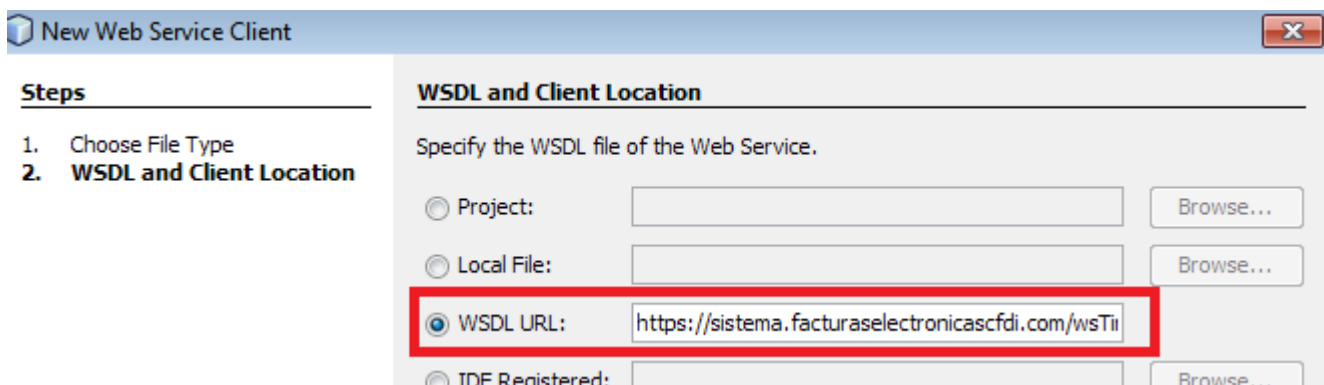 New Web Service Client
Steps
1. Choose File Type
2. WSDL and Client Location
WSDL and Client Location
Specify the WSDL file of the Web Service.
Project:
Browse...
Local File:
Browse...
WSDL URL: https://sistema.facturaselectronicascfdi.com/wsTi
IDE Registered:
Browse...